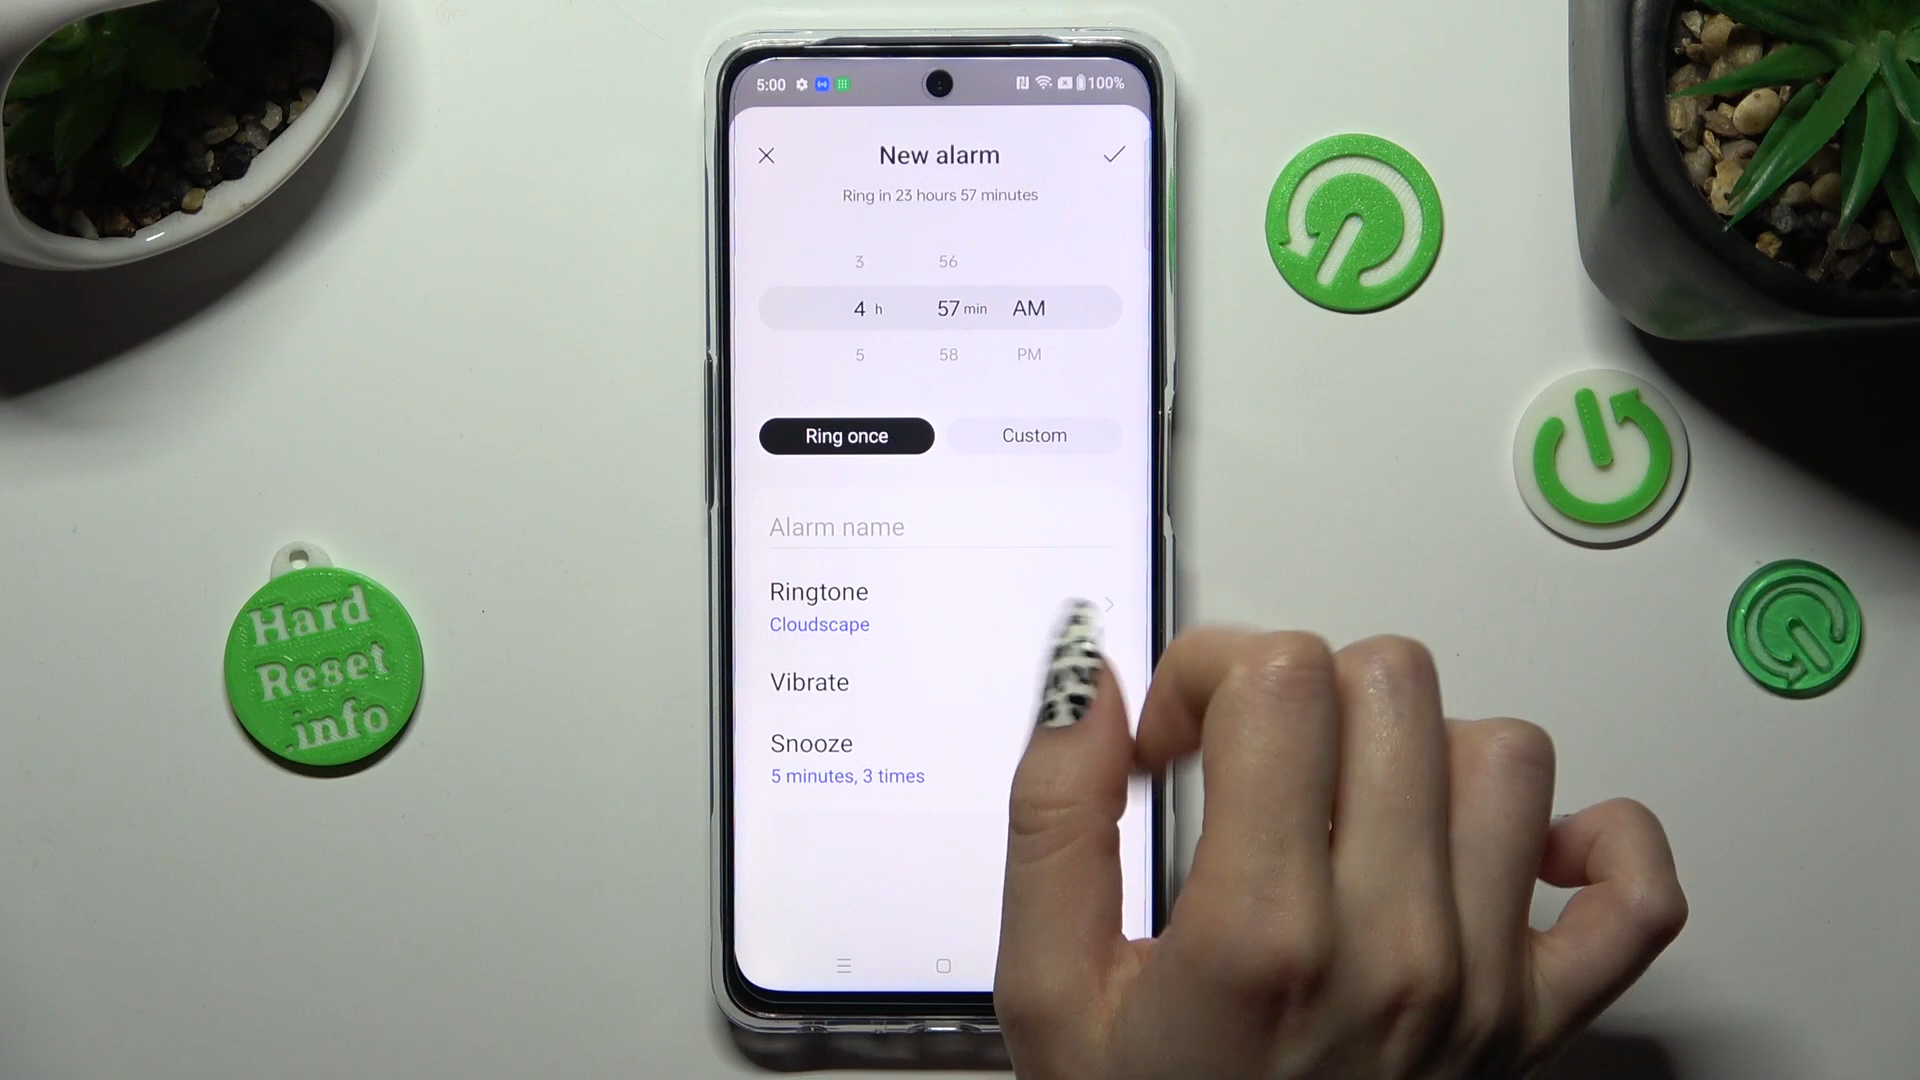 5:00 100%
New alarm
Ring in 23 hours 57 minutes
3 56
4 h 57 min AM
5 58 PM
Ring once Custom
Alarm name
Ringtone
Cloudscape
Vibrate
Snooze
5 minutes, 3 times
Hard
Reset
.info